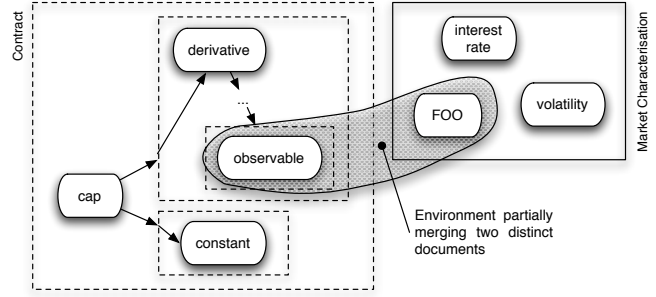 Contract
derivative
...
observable
cap
constant
interest
rate
FOO
volatility
Market Characterisation
Environment partially
merging two distinct
documents